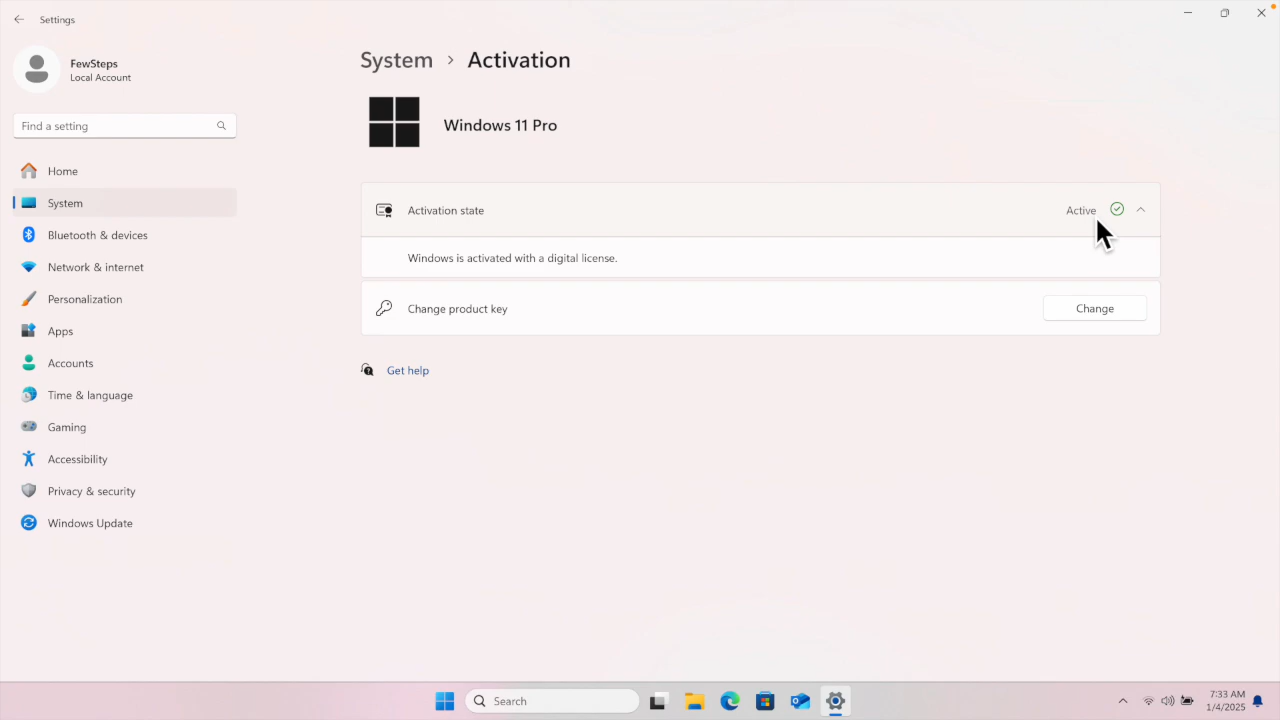 Settings
FewSteps
Local Account
Find a setting
Home
System
Bluetooth & devices
Network & internet
Personalization
Apps
Accounts
Time & language
Gaming
Accessibility
Privacy & security
Windows Update
System > Activation
Windows 11 Pro
Activation state Active
Windows is activated with a digital license.
Change product key Change
Get help
Search
7:33 AM
1/4/2025